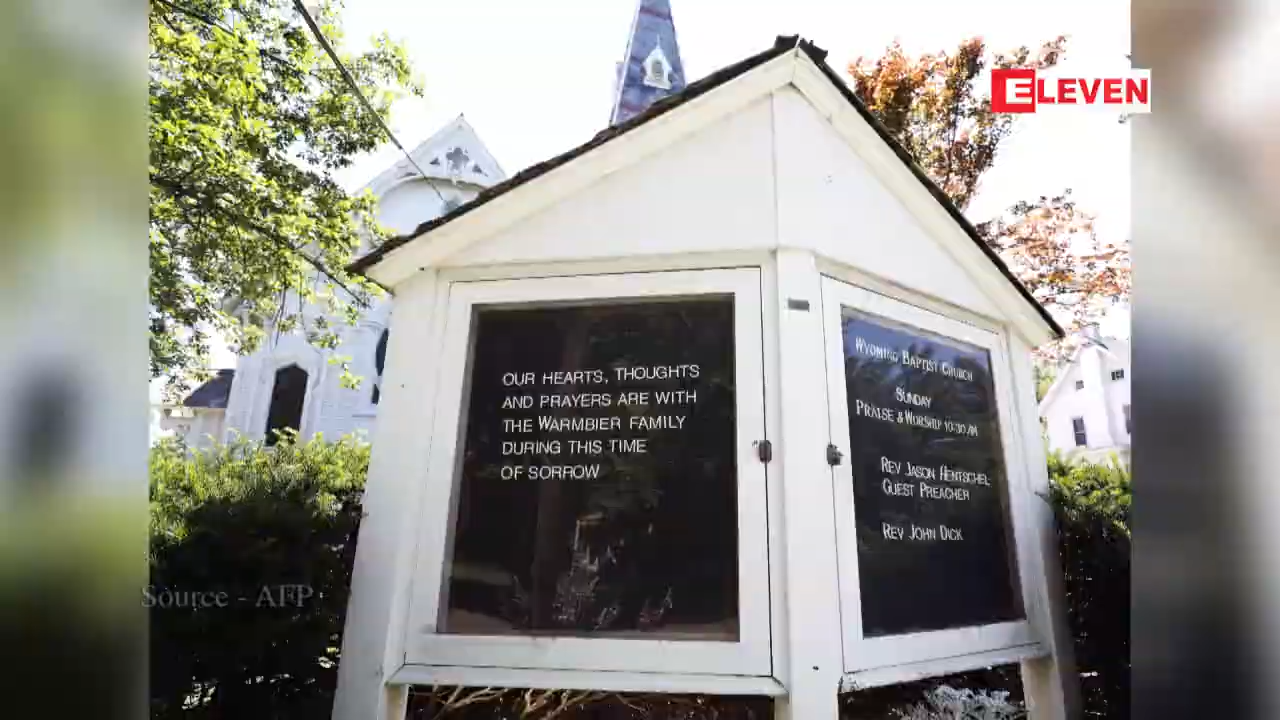 ELEVEN
OUR HEARTS, THOUGHTS
AND PRAYERS ARE WITH
THE WARMBIER FAMILY
DURING THIS TIME
OF SORROW
WYOMING BAPTIST CHURCH
SUNDAY
PRAISE & WORSHIP 10:30 AM
REV JASON HENTSCHEL
GUEST PREACHER
REV JOHN DICK
Source - AFP